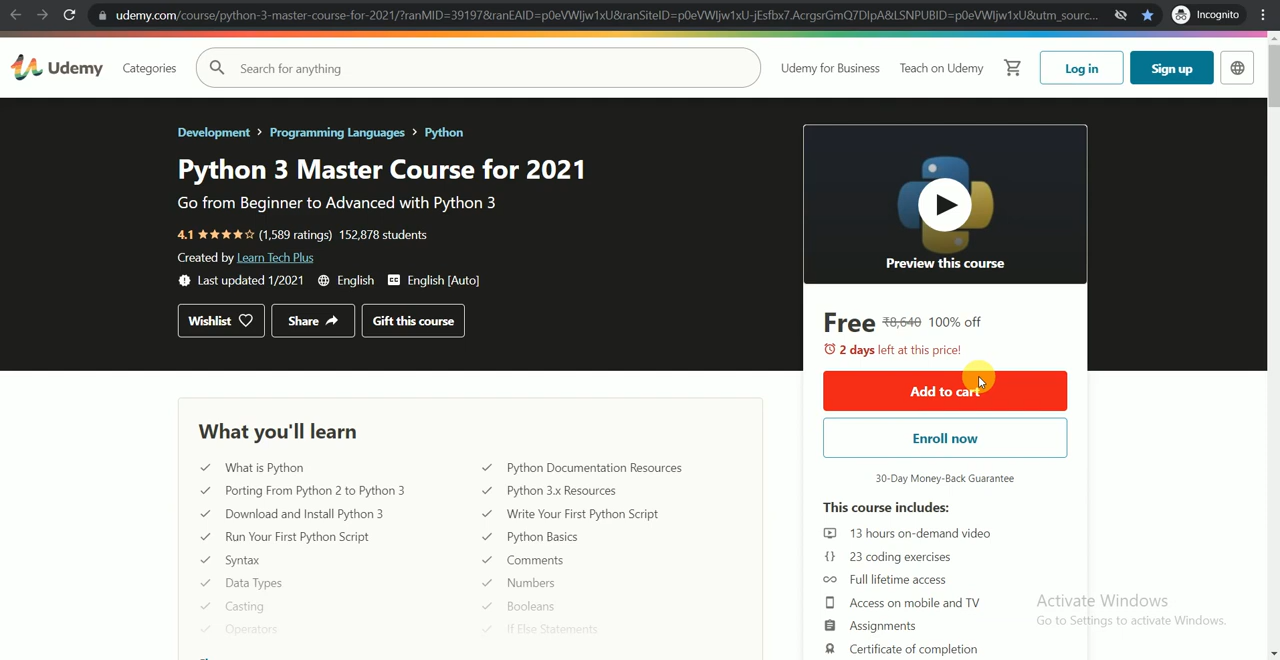 udemy.com/course/python-3-master-course-for-2021/?ranMID=39197&ranEAID=p0eVWljw1xU&ranSiteID=p0eVWljw1xU-jEsfbx7.AcrgsrGmQ7DIpA&LSNPUBID=p0eVWljw1xU&utm_sourc... Incognito
Udemy Categories Search for anything Udemy for Business Teach on Udemy Log in Sign up
Development > Programming Languages > Python
Python 3 Master Course for 2021
Go from Beginner to Advanced with Python 3
4.1 (1,589 ratings) 152,878 students
Created by Learn Tech Plus
Last updated 1/2021 English English [Auto]
Wishlist Share Gift this course
Preview this course
Free ₹8,640 100% off
2 days left at this price!
Add to cart
Enroll now
30-Day Money-Back Guarantee
This course includes:
13 hours on-demand video
23 coding exercises
Full lifetime access
Access on mobile and TV
Assignments
Certificate of completion
What you'll learn
What is Python
Porting From Python 2 to Python 3
Download and Install Python 3
Run Your First Python Script
Syntax
Data Types
Casting
Operators
Python Documentation Resources
Python 3.x Resources
Write Your First Python Script
Python Basics
Comments
Numbers
Booleans
If Else Statements
Activate Windows
Go to Settings to activate Windows.